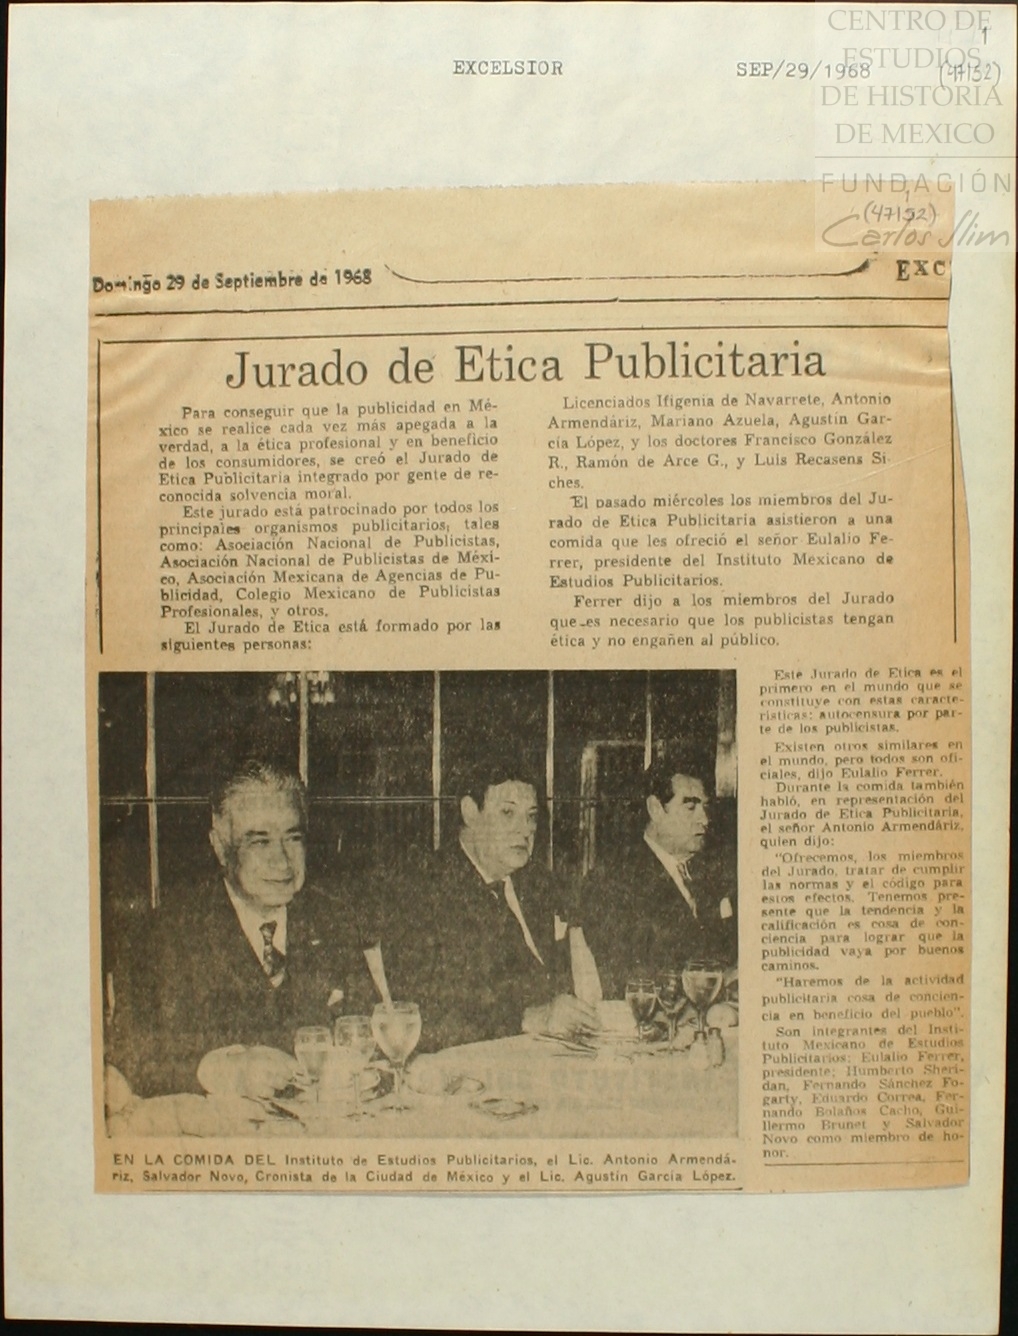 CENTRO DE
ESTUDIOS
DE HISTORIA
DE MEXICO
FUNDACIÓN
Carlos Slim
1
EXCELSIOR
SEP/29/1968
(47152)
1
(47152)
Domingo 29 de Septiembre de 1968
EXC
Jurado de Etica Publicitaria
Para conseguir que la publicidad en Mé-
xico se realice cada vez más apegada a la
verdad, a la ética profesional y en beneficio
de los consumidores, se creó el Jurado de
Etica Publicitaria integrado por gente de re-
conocida solvencia moral.
Este jurado está patrocinado por todos los
principales organismos publicitarios, tales
como: Asociación Nacional de Publicistas,
Asociación Nacional de Publicistas de Méxi-
co, Asociación Mexicana de Agencias de Pu-
blicidad, Colegio Mexicano de Publicistas
Profesionales, y otros.
El Jurado de Etica está formado por las
siguientes personas:
Licenciados Ifigenia de Navarrete, Antonio
Armendáriz, Mariano Azuela, Agustín Gar-
cía López, y los doctores Francisco González
R., Ramón de Arce G., y Luis Recasens Si-
ches.
El pasado miércoles los miembros del Ju-
rado de Etica Publicitaria asistieron a una
comida que les ofreció el señor Eulalio Fe-
rrer, presidente del Instituto Mexicano de
Estudios Publicitarios.
Ferrer dijo a los miembros del Jurado
que es necesario que los publicistas tengan
ética y no engañen al público.
Este Jurado de Etica es el
primero en el mundo que se
constituye con estas caracte-
rísticas: autocensura por par-
te de los publicistas.
Existen otros similares en
el mundo, pero todos son ofi-
ciales, dijo Eulalio Ferrer.
Durante la comida también
habló, en representación del
Jurado de Etica Publicitaria,
el señor Antonio Armendáriz,
quien dijo:
"Ofrecemos, los miembros
del Jurado, tratar de cumplir
las normas y el código para
estos efectos. Tenemos pre-
sente que la tendencia y la
calificación es cosa de con-
ciencia para lograr que la
publicidad vaya por buenos
caminos.
"Haremos de la actividad
publicitaria cosa de concien-
cia en beneficio del pueblo".
Son integrantes del Insti-
tuto Mexicano de Estudios
Publicitarios: Eulalio Ferrer,
presidente; Humberto Sheri-
dan, Fernando Sánchez Fo-
garty, Eduardo Correa, Fer-
nando Bolaños Cacho, Gui-
llermo Brunet y Salvador
Novo como miembro de ho-
nor.
EN LA COMIDA DEL Instituto de Estudios Publicitarios, el Lic. Antonio Armendá-
riz, Salvador Novo, Cronista de la Ciudad de México y el Lic. Agustín García López.